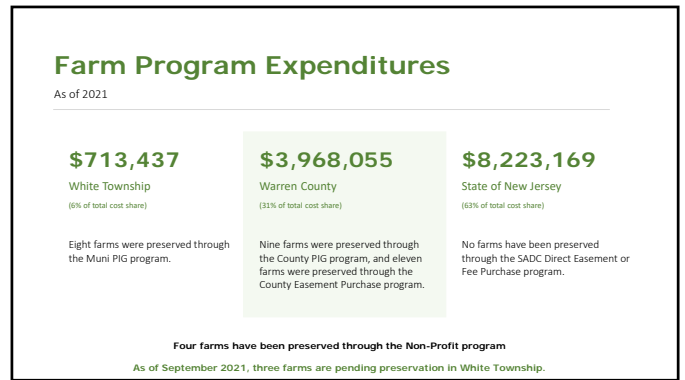 Farm Program Expenditures
As of 2021
$713,437
White Township
(6% of total cost share)
Eight farms were preserved through
the Muni PIG program.
$3,968,055
Warren County
(31% of total cost share)
Nine farms were preserved through
the County PIG program, and eleven
farms were preserved through the
County Easement Purchase program.
$8,223,169
State of New Jersey
(63% of total cost share)
No farms have been preserved
through the SADC Direct Easement or
Fee Purchase program.
Four farms have been preserved through the Non-Profit program
As of September 2021, three farms are pending preservation in White Township.